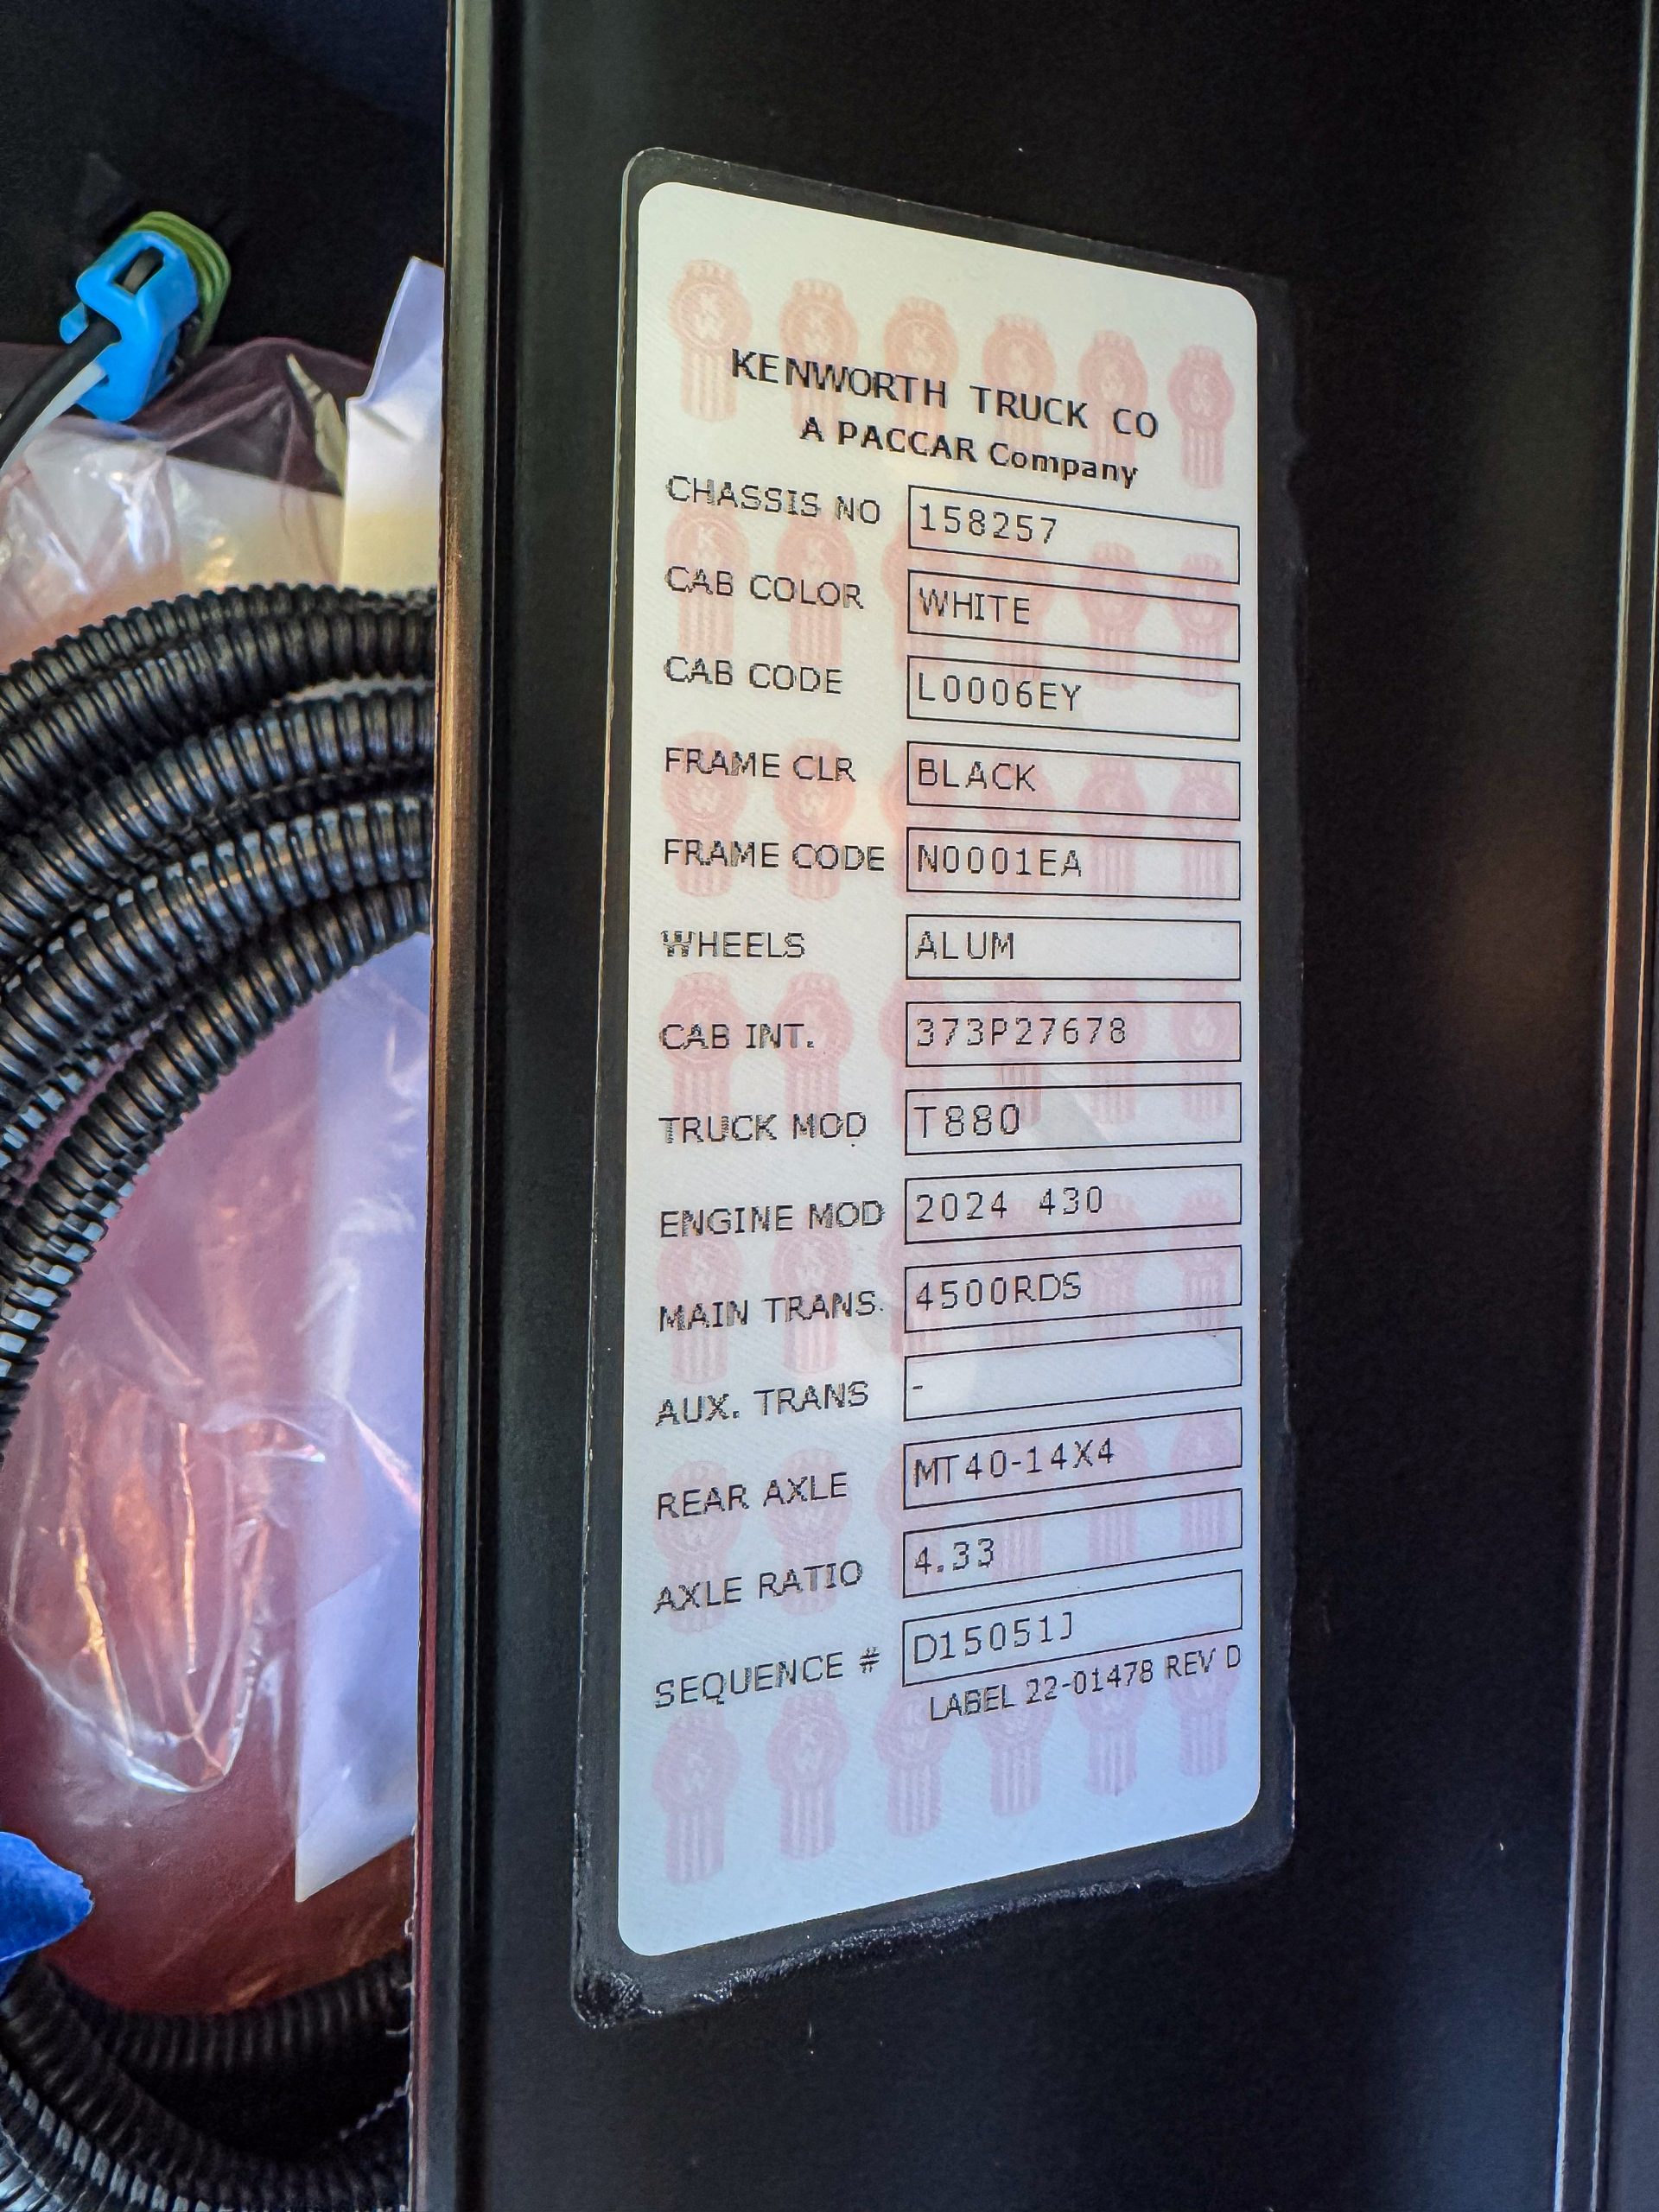 KENWORTH TRUCK CO
A PACCAR Company
CHASSIS NO 158257
CAB COLOR WHITE
CAB CODE L0006EY
FRAME CLR BLACK
FRAME CODE N0001EA
WHEELS ALUM
CAB INT. 373P27678
TRUCK MOD T880
ENGINE MOD 2024 430
MAIN TRANS. 4500RDS
AUX. TRANS -
REAR AXLE MT40-14X4
AXLE RATIO 4.33
SEQUENCE # D15051J
LABEL 22-01478 REV D